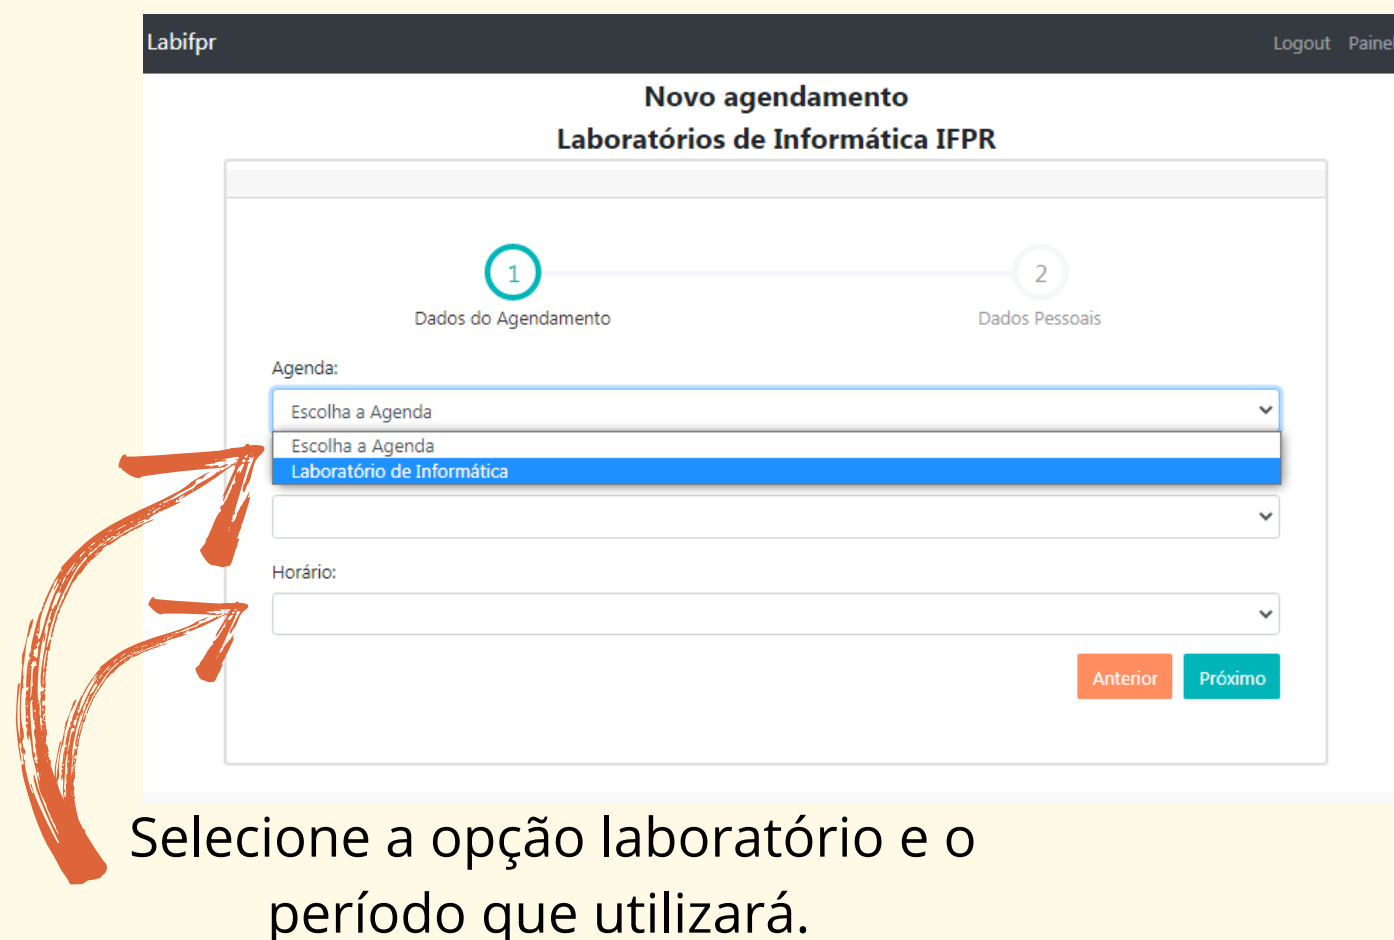 Labifpr
Logout Painel
Novo agendamento
Laboratórios de Informática IFPR
1
2
Dados do Agendamento
Dados Pessoais
Agenda:
Escolha a Agenda
Escolha a Agenda
Laboratório de Informática
Horário:
Anterior
Próximo
Selecione a opção laboratório e o
período que utilizará.